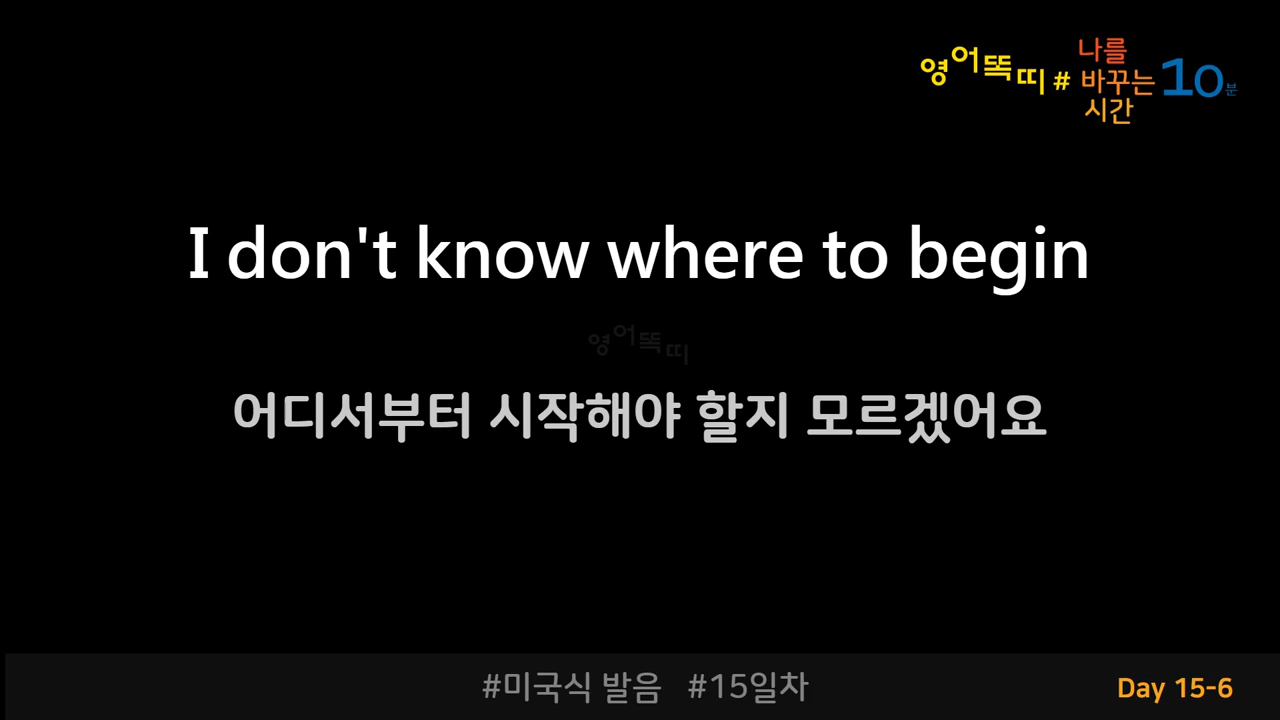 영어똑띠 # 나를 바꾸는 시간 10분
I don't know where to begin
영어똑띠
어디서부터 시작해야 할지 모르겠어요
#미국식 발음 #15일차
Day 15-6